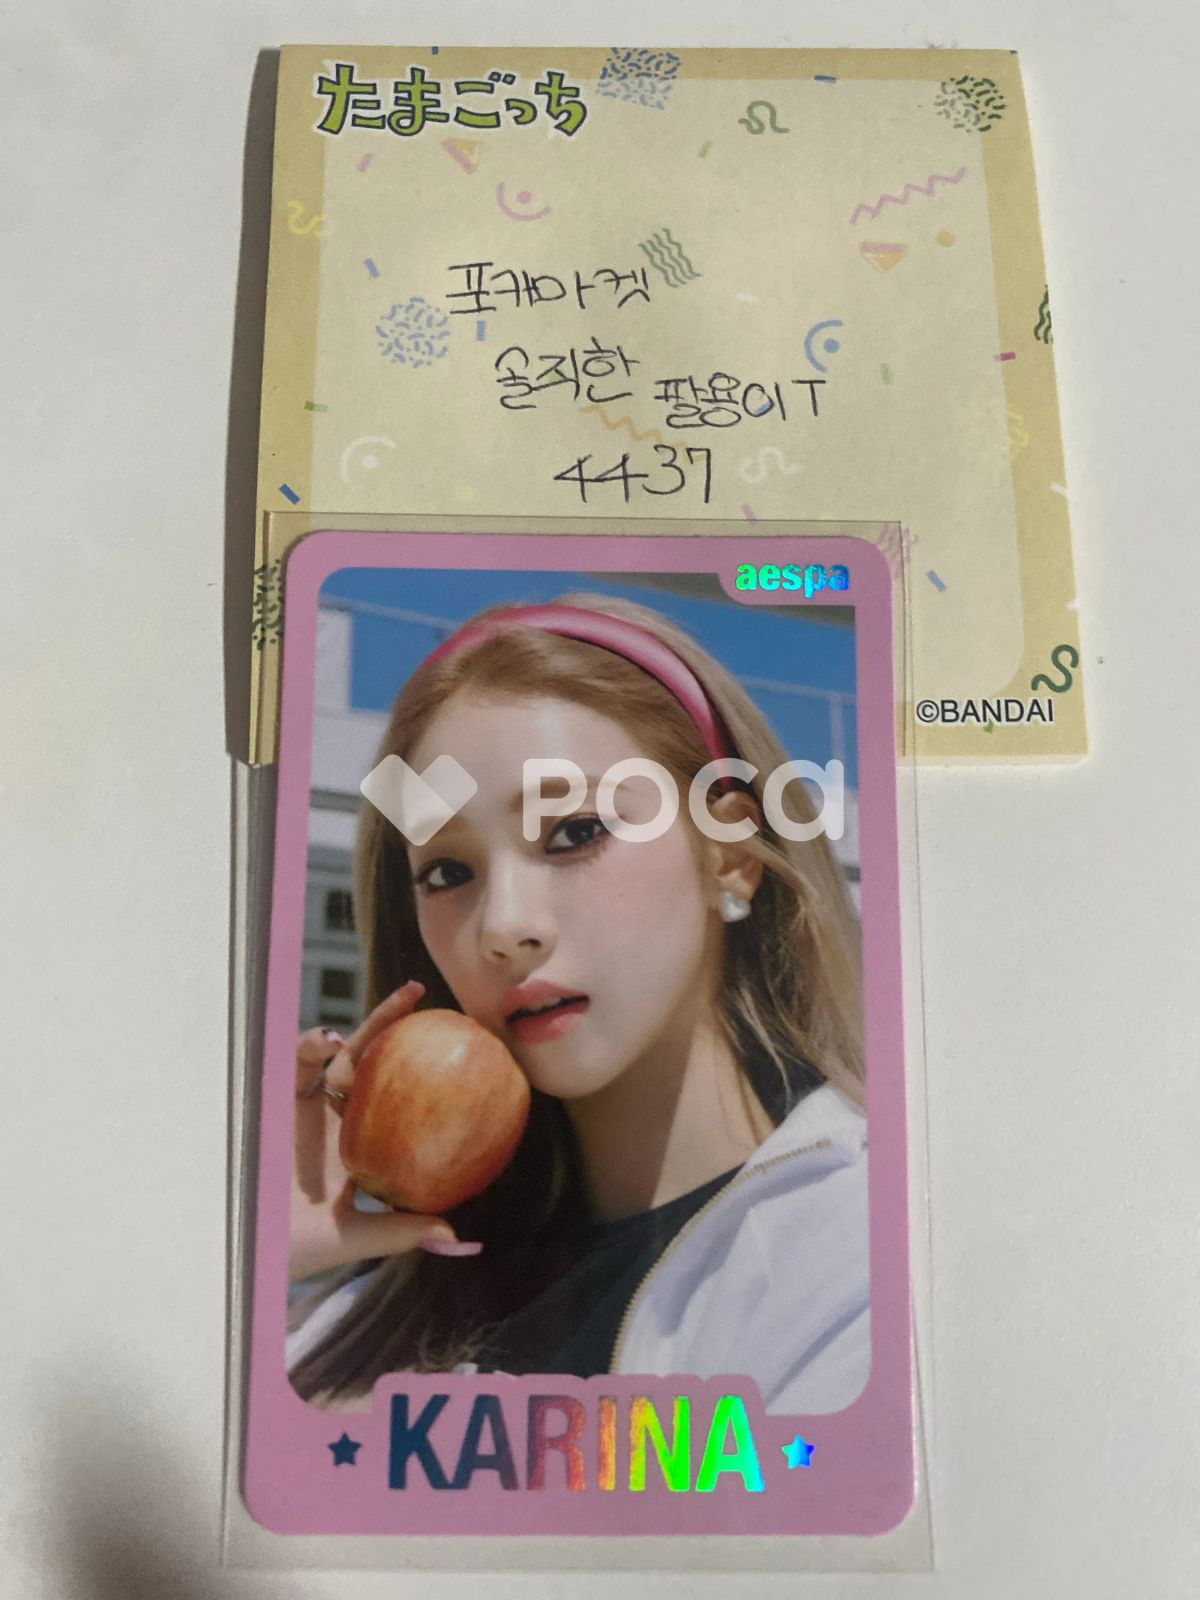 たまごっち
포카마켓
솔직한 팔용이T
4437
aespa
©BANDAI
poca
KARINA